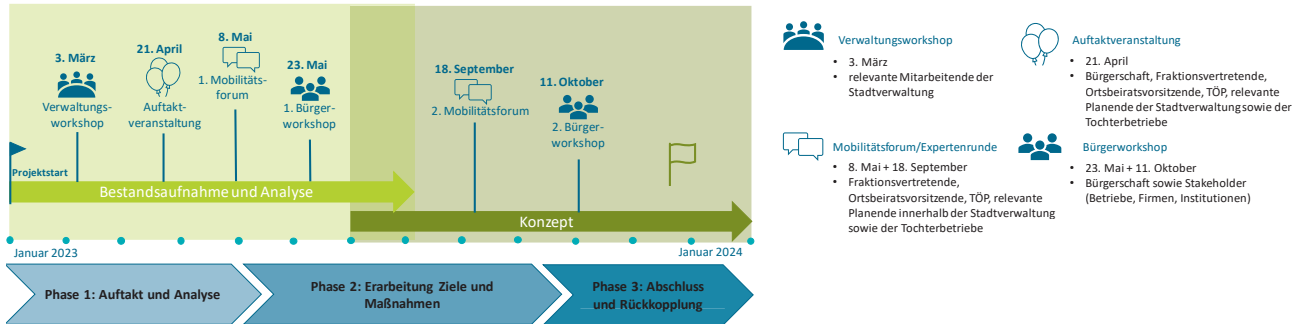 3. März
Verwaltungs-
workshop
21. April
Auftakt-
veranstaltung
8. Mai
1. Mobilitäts-
forum
23. Mai
1. Bürger-
workshop
18. September
2. Mobilitätsforum
11. Oktober
2. Bürger-
workshop
Projektstart
Bestandsaufnahme und Analyse
Konzept
Januar 2023
Januar 2024
Phase 1: Auftakt und Analyse
Phase 2: Erarbeitung Ziele und
Maßnahmen
Phase 3: Abschluss
und Rückkopplung
Verwaltungsworkshop
• 3. März
• relevante Mitarbeitende der
Stadtverwaltung
Auftaktveranstaltung
• 21. April
• Bürgerschaft, Fraktionsvertretende,
Ortsbeiratsvorsitzende, TÖP, relevante
Planende der Stadtverwaltung sowie der
Tochterbetriebe
Mobilitätsforum/Expertenrunde
• 8. Mai + 18. September
• Fraktionsvertretende,
Ortsbeiratsvorsitzende, TÖP, relevante
Planende innerhalb der Stadtverwaltung
sowie der Tochterbetriebe
Bürgerworkshop
• 23. Mai + 11. Oktober
• Bürgerschaft sowie Stakeholder
(Betriebe, Firmen, Institutionen)